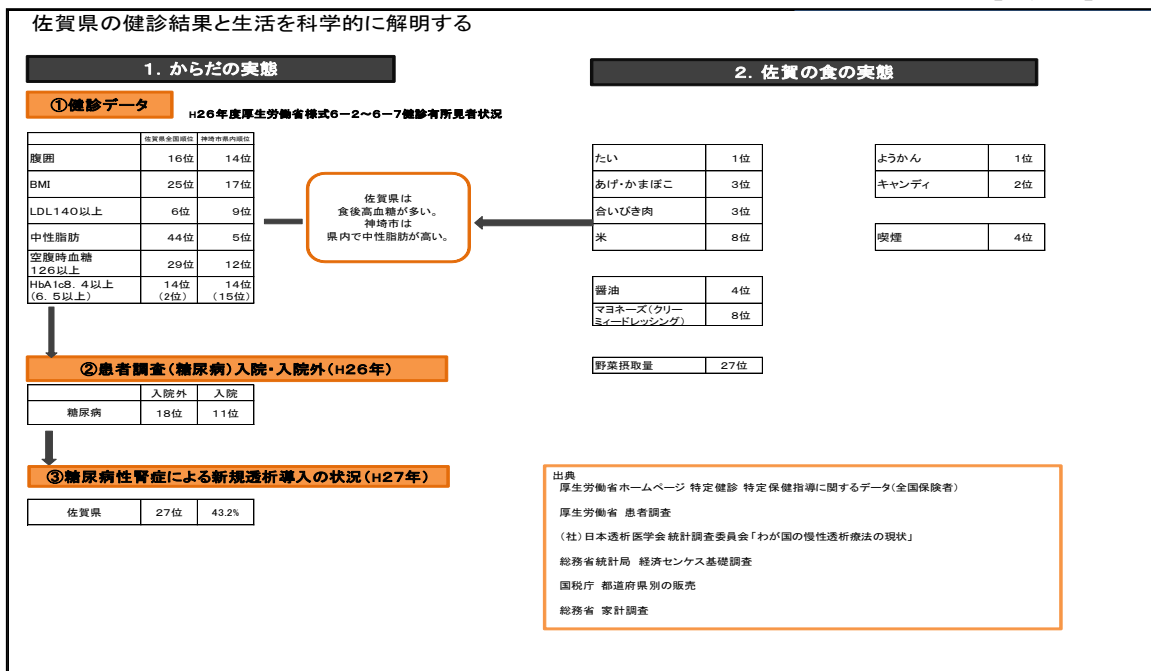 佐賀県の健診結果と生活を科学的に解明する
1．からだの実態
①健診データ
H26年度厚生労働省様式6－2～6－7健診有所見者状況
佐賀県全国順位 神埼市県内順位
腹囲 16位 14位
BMI 25位 17位
LDL140以上 6位 9位
中性脂肪 44位 5位
空腹時血糖
126以上 29位 12位
HbA1c8．4以上 14位 14位
(6．5以上) (2位) (15位)
佐賀県は
食後高血糖が多い。
神埼市は
県内で中性脂肪が高い。
②患者調査（糖尿病）入院・入院外（H26年）
入院外 入院
糖尿病 18位 11位
③糖尿病性腎症による新規透析導入の状況（H27年）
佐賀県 27位 43.2%
2．佐賀の食の実態
たい 1位
あげ・かまぼこ 3位
合いびき肉 3位
米 8位
醤油 4位
マヨネーズ（クリー
ミィードレッシング） 8位
野菜摂取量 27位
ようかん 1位
キャンディ 2位
喫煙 4位
出典
厚生労働省ホームページ 特定健診 特定保健指導に関するデータ（全国保険者）
厚生労働省 患者調査
（社）日本透析医学会統計調査委員会「わが国の慢性透析療法の現状」
総務省統計局 経済センケス基礎調査
国税庁 都道府県別の販売
総務省 家計調査